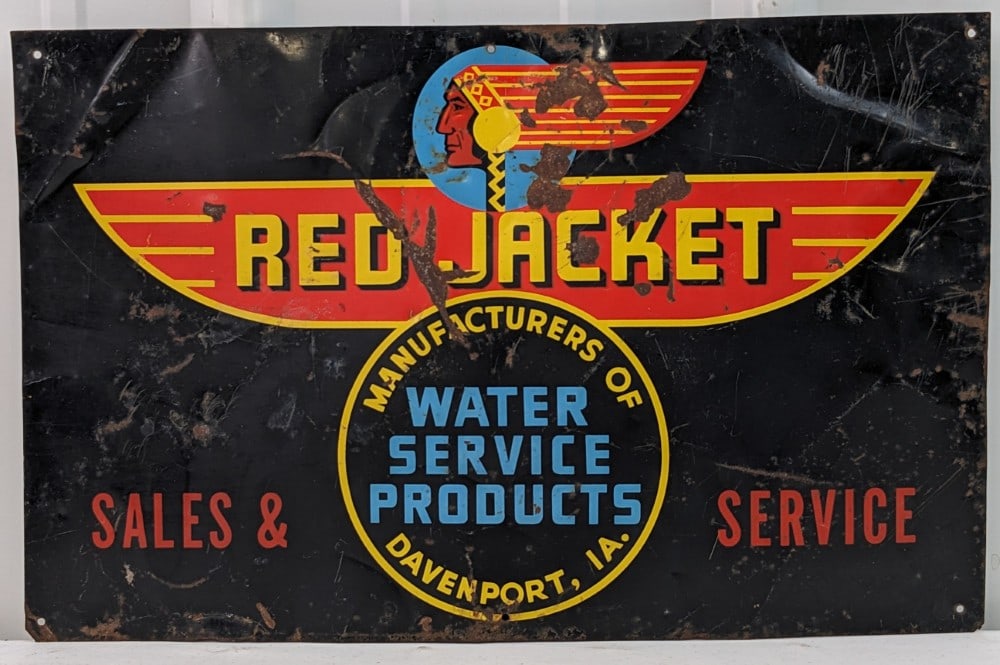 RED JACKET
MANUFACTURERS OF
WATER
SERVICE
PRODUCTS
DAVENPORT, IA.
SALES &
SERVICE